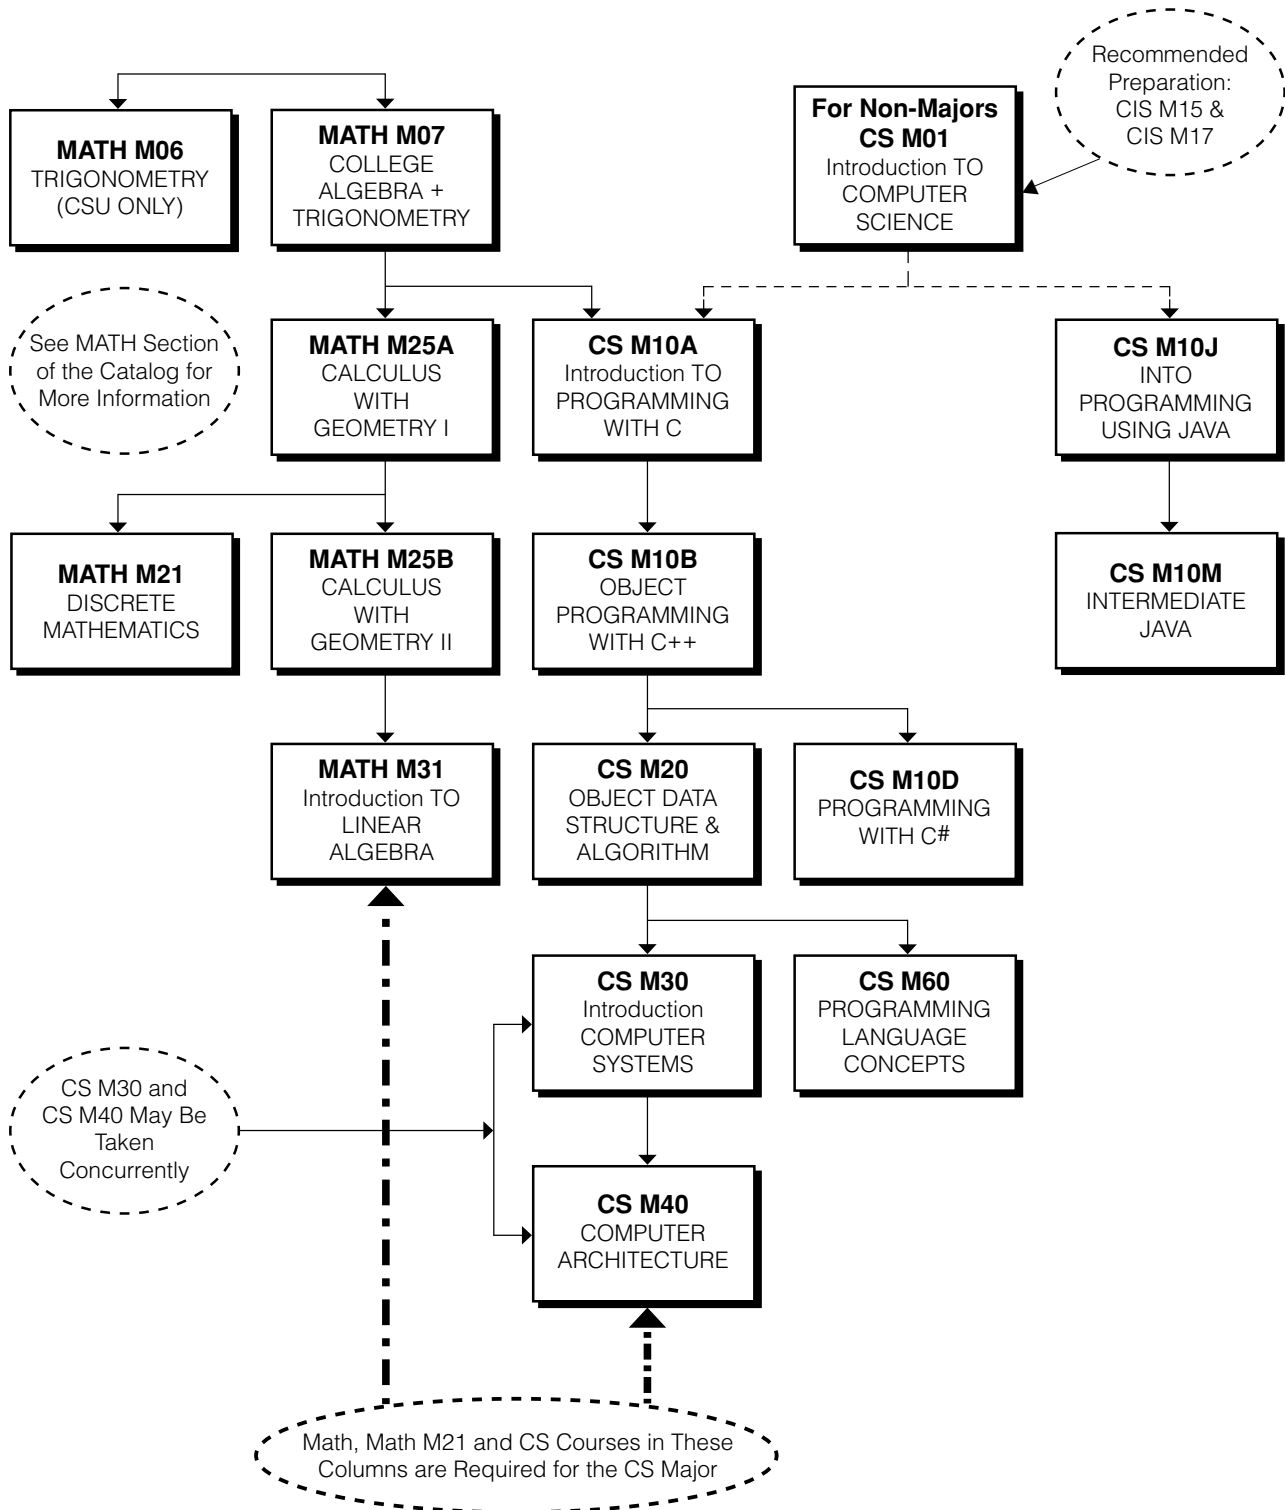 Recommended
Preparation:
CIS M15 &
CIS M17
MATH M06
TRIGONOMETRY
(CSU ONLY)
MATH M07
COLLEGE
ALGEBRA +
TRIGONOMETRY
For Non-Majors
CS M01
Introduction TO
COMPUTER
SCIENCE
See MATH Section
of the Catalog for
More Information
MATH M25A
CALCULUS
WITH
GEOMETRY I
CS M10A
Introduction TO
PROGRAMMING
WITH C
CS M10J
INTO
PROGRAMMING
USING JAVA
MATH M21
DISCRETE
MATHEMATICS
MATH M25B
CALCULUS
WITH
GEOMETRY II
CS M10B
OBJECT
PROGRAMMING
WITH C++
CS M10M
INTERMEDIATE
JAVA
MATH M31
Introduction TO
LINEAR
ALGEBRA
CS M20
OBJECT DATA
STRUCTURE &
ALGORITHM
CS M10D
PROGRAMMING
WITH C#
CS M30
Introduction
COMPUTER
SYSTEMS
CS M60
PROGRAMMING
LANGUAGE
CONCEPTS
CS M30 and
CS M40 May Be
Taken
Concurrently
CS M40
COMPUTER
ARCHITECTURE
Math, Math M21 and CS Courses in These
Columns are Required for the CS Major